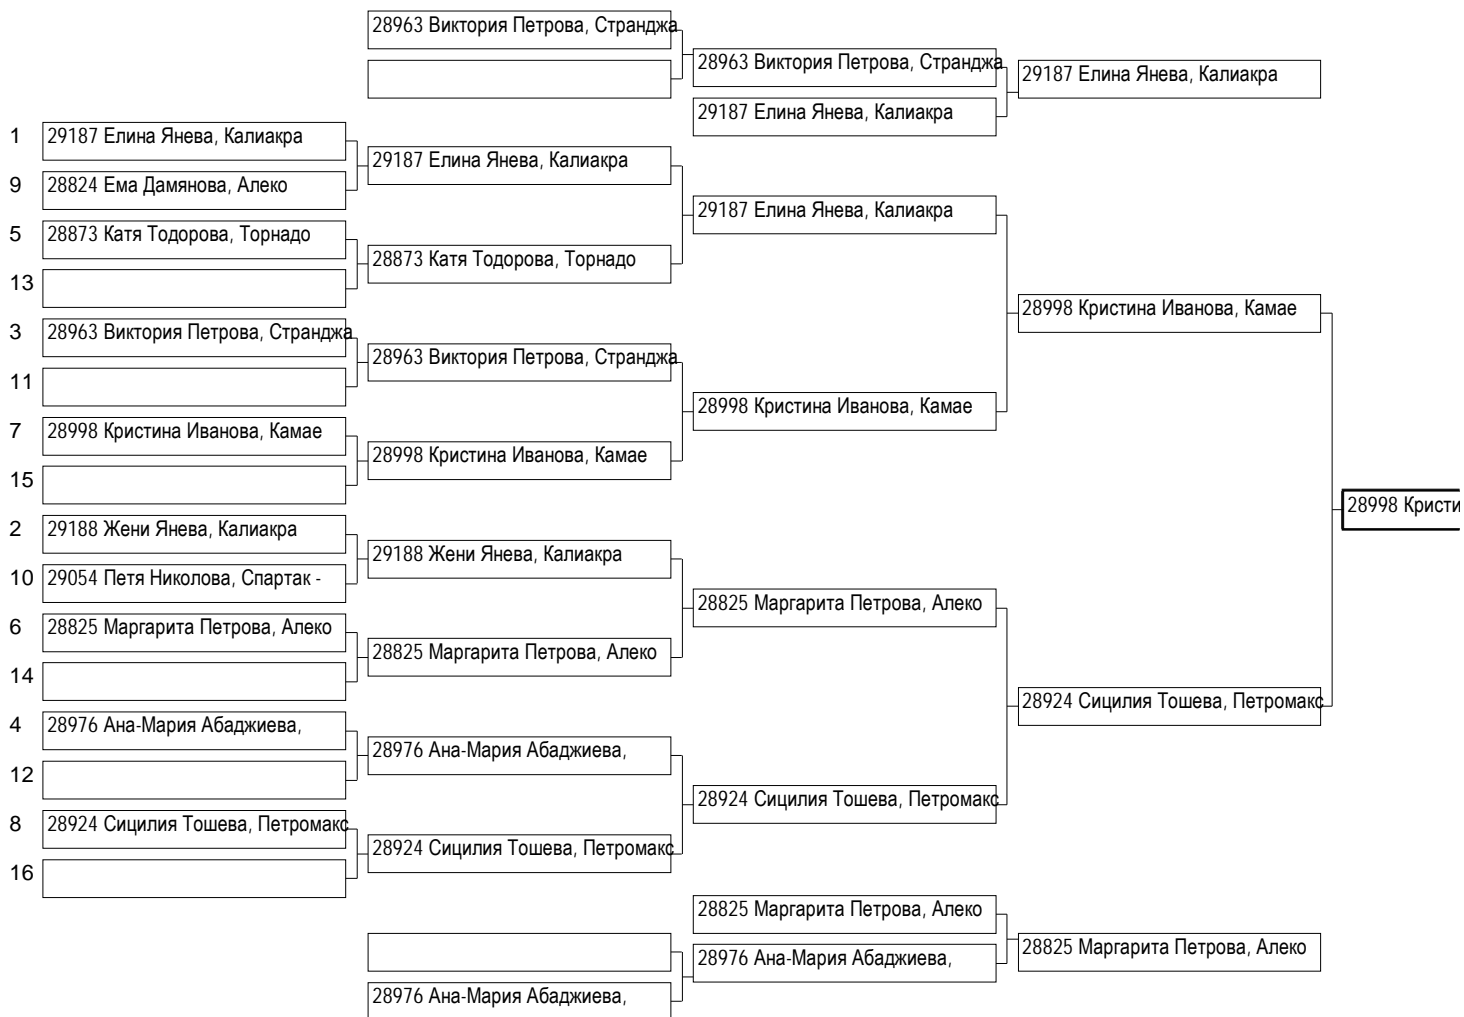 28963 Виктория Петрова, Странджа
28963 Виктория Петрова, Странджа
29187 Елина Янева, Калиакра
29187 Елина Янева, Калиакра
1 29187 Елина Янева, Калиакра
29187 Елина Янева, Калиакра
9 28824 Ема Дамянова, Алеко
29187 Елина Янева, Калиакра
5 28873 Катя Тодорова, Торнадо
28873 Катя Тодорова, Торнадо
13
28998 Кристина Иванова, Камае
3 28963 Виктория Петрова, Странджа
28963 Виктория Петрова, Странджа
11
28998 Кристина Иванова, Камае
7 28998 Кристина Иванова, Камае
28998 Кристина Иванова, Камае
15
28998 Кристи
2 29188 Жени Янева, Калиакра
29188 Жени Янева, Калиакра
10 29054 Петя Николова, Спартак -
28825 Маргарита Петрова, Алеко
6 28825 Маргарита Петрова, Алеко
28825 Маргарита Петрова, Алеко
14
28924 Сицилия Тошева, Петромакс
4 28976 Ана-Мария Абаджиева,
28976 Ана-Мария Абаджиева,
12
28924 Сицилия Тошева, Петромакс
8 28924 Сицилия Тошева, Петромакс
28924 Сицилия Тошева, Петромакс
16
28825 Маргарита Петрова, Алеко
28825 Маргарита Петрова, Алеко
28976 Ана-Мария Абаджиева,
28976 Ана-Мария Абаджиева,